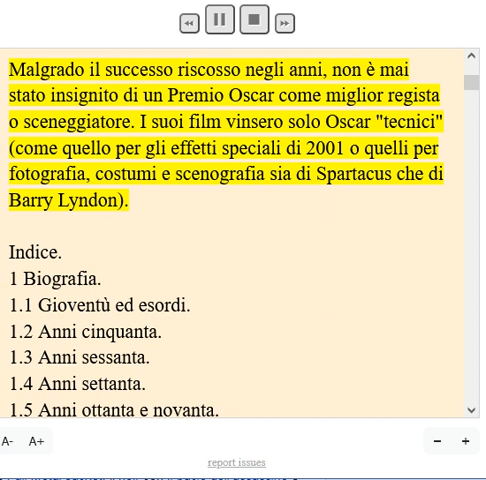 Malgrado il successo riscosso negli anni, non è mai
stato insignito di un Premio Oscar come miglior regista
o sceneggiatore. I suoi film vinsero solo Oscar "tecnici"
(come quello per gli effetti speciali di 2001 o quelli per
fotografia, costumi e scenografia sia di Spartacus che di
Barry Lyndon).
Indice.
1 Biografia.
1.1 Gioventù ed esordi.
1.2 Anni cinquanta.
1.3 Anni sessanta.
1.4 Anni settanta.
1.5 Anni ottanta e novanta.
A- A+ - +
report issues